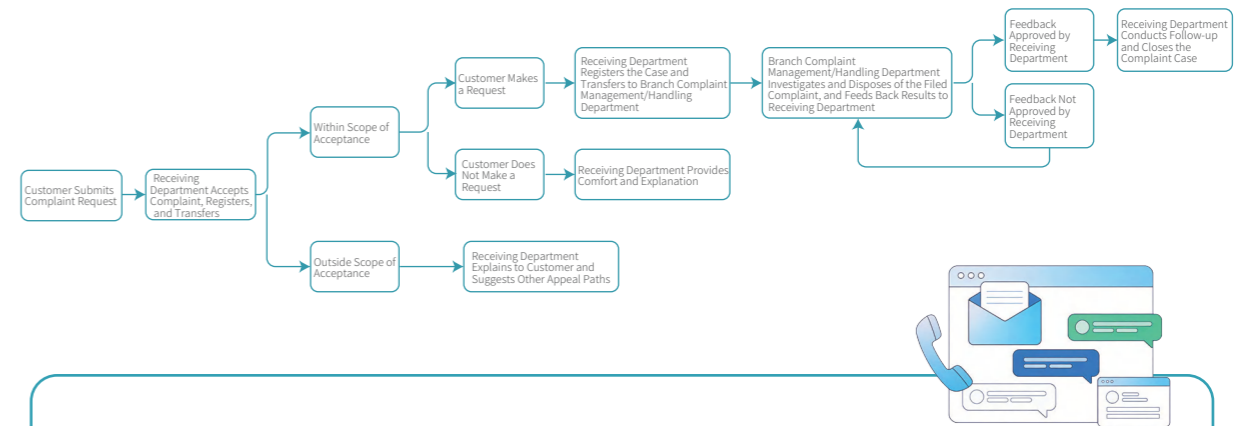 Customer Submits
Complaint Request
Receiving
Department Accepts
Complaint, Registers,
and Transfers
Within Scope of
Acceptance
Outside Scope of
Acceptance
Customer Makes
a Request
Customer Does
Not Make a
Request
Receiving Department
Explains to Customer and
Suggests Other Appeal Paths
Receiving Department
Registers the Case and
Transfers to Branch Complaint
Management/Handling
Department
Receiving Department Provides
Comfort and Explanation
Branch Complaint
Management/Handling Department
Investigates and Disposes of the Filed
Complaint, and Feeds Back Results to
Receiving Department
Feedback
Approved by
Receiving
Department
Feedback Not
Approved by
Receiving
Department
Receiving Department
Conducts Follow-up
and Closes the
Complaint Case